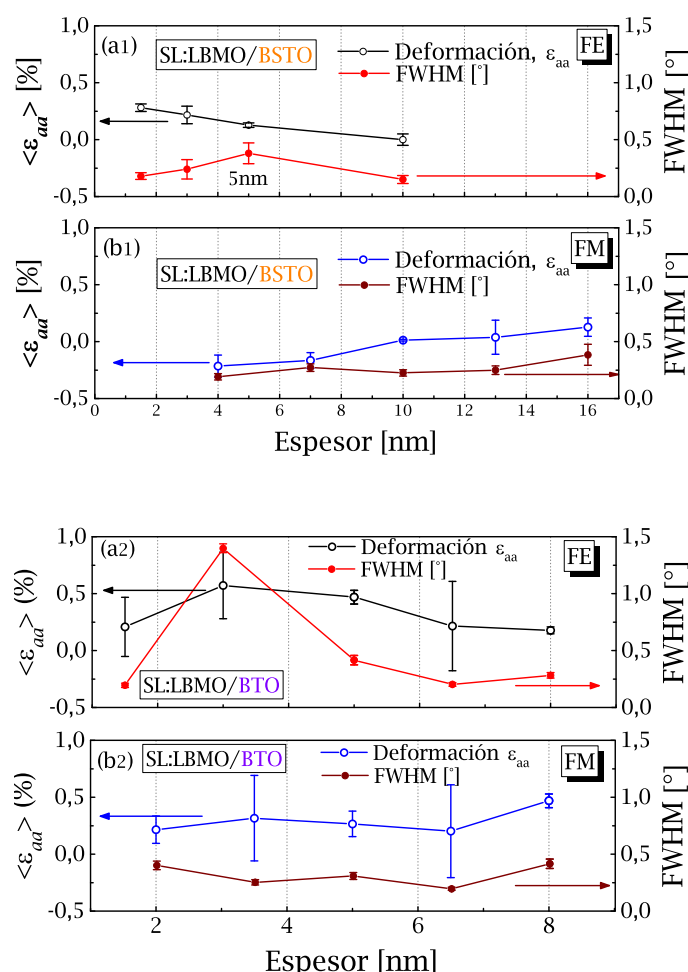 (a1) SL:LBMO/BSTO Deformación, εaa FE
FWHM [°]
5nm
1,0
0,5
0,0
-0,5
<εaa> [%]
1,5
1,0
0,5
0,0
FWHM [°]
(b1) SL:LBMO/BSTO Deformación, εaa FM
FWHM [°]
1,0
0,5
0,0
-0,5
<εaa> [%]
1,5
1,0
0,5
0,0
FWHM [°]
0 2 4 6 8 10 12 14 16
Espesor [nm]
(a2) Deformación εaa FE
FWHM [°]
SL:LBMO/BTO
1,0
0,5
0,0
-0,5
<εaa> (%)
1,5
1,0
0,5
0,0
FWHM [°]
(b2) SL:LBMO/BTO Deformación εaa FM
FWHM [°]
1,0
0,5
0,0
-0,5
<εaa> (%)
1,5
1,0
0,5
0,0
FWHM [°]
2 4 6 8
Espesor [nm]